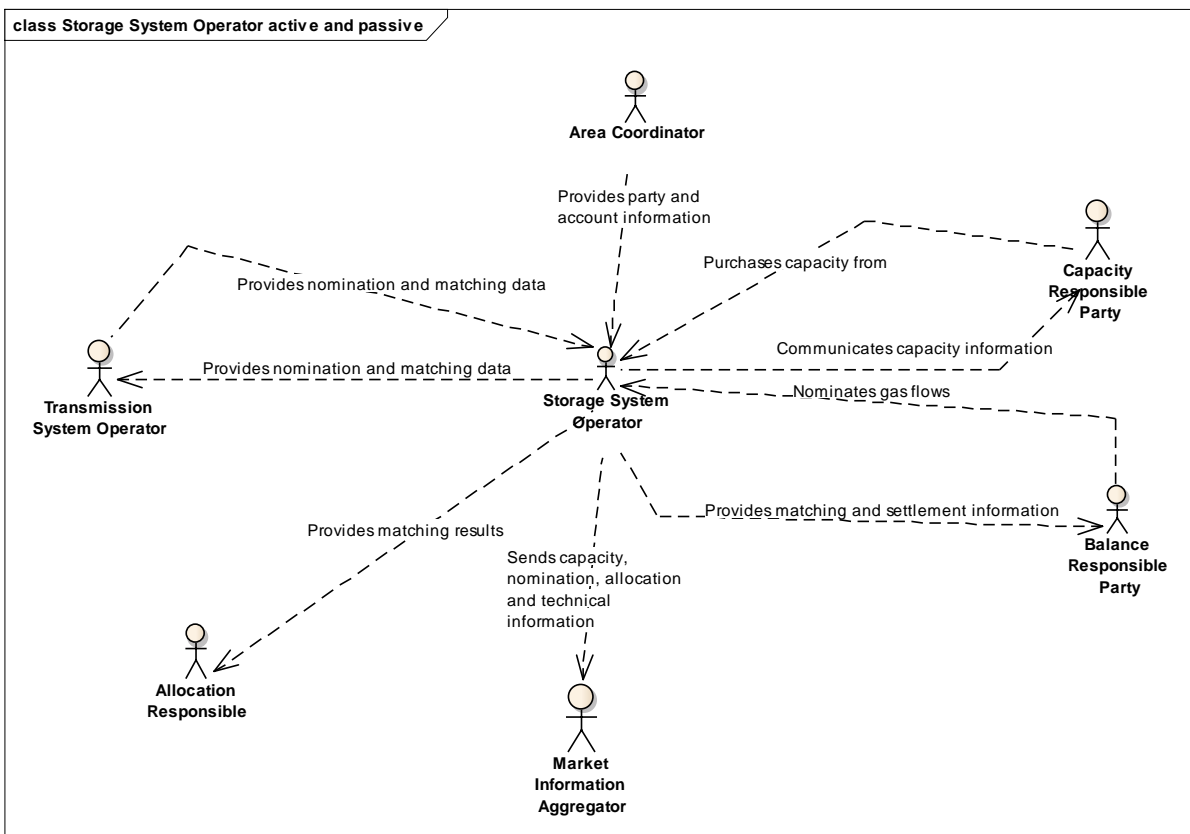 class Storage System Operator active and passive
Area Coordinator
Provides party and
account information
Capacity
Responsible
Party
Purchases capacity from
Provides nomination and matching data
Communicates capacity information
Provides nomination and matching data
Transmission
System Operator
Storage System
Operator
Nominates gas flows
Provides matching and settlement information
Balance
Responsible
Party
Provides matching results
Sends capacity,
nomination, allocation
and technical
information
Allocation
Responsible
Market
Information
Aggregator